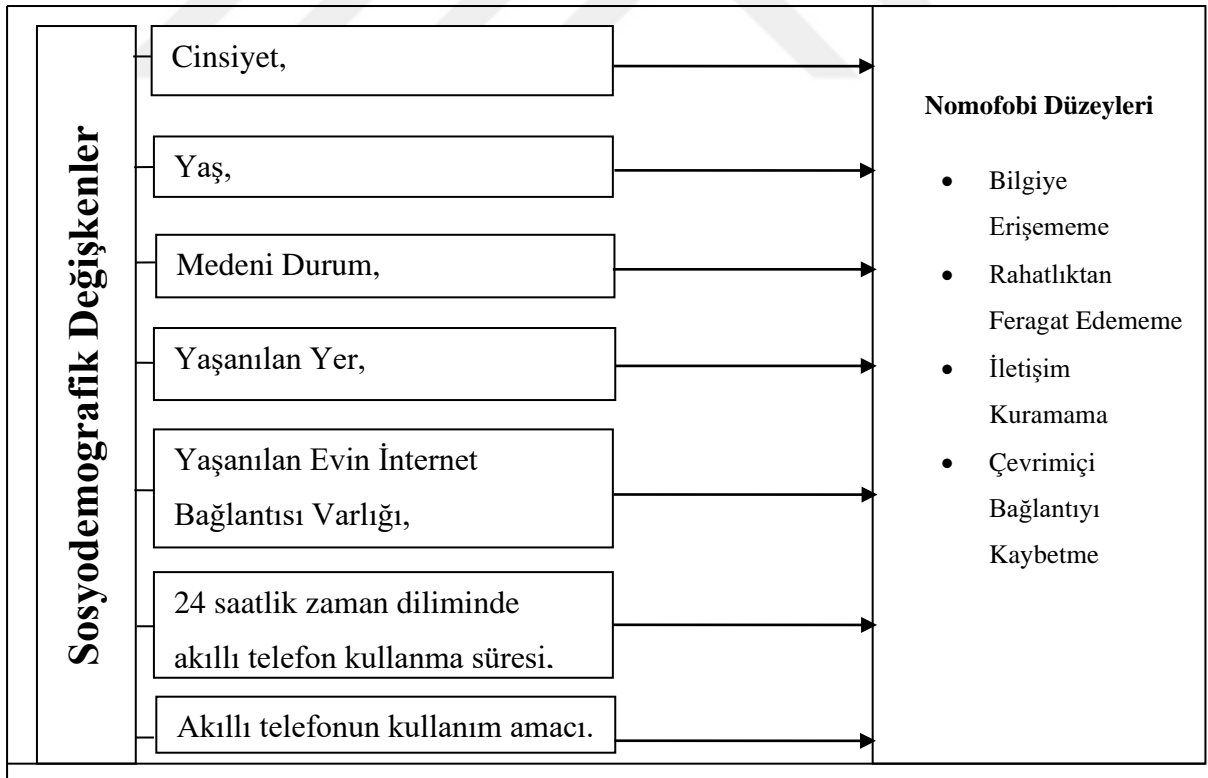 Sosyodemografik Değişkenler
Cinsiyet,
Yaş,
Medeni Durum,
Yaşanılan Yer,
Yaşanılan Evin İnternet
Bağlantısı Varlığı,
24 saatlik zaman diliminde
akıllı telefon kullanma süresi.
Akıllı telefonun kullanım amacı.
Nomofobi Düzeyleri
• Bilgiye
Erişememe
• Rahatlıktan
Feragat Edememe
• İletişim
Kuramama
• Çevrimiçi
Bağlantıyı
Kaybetme